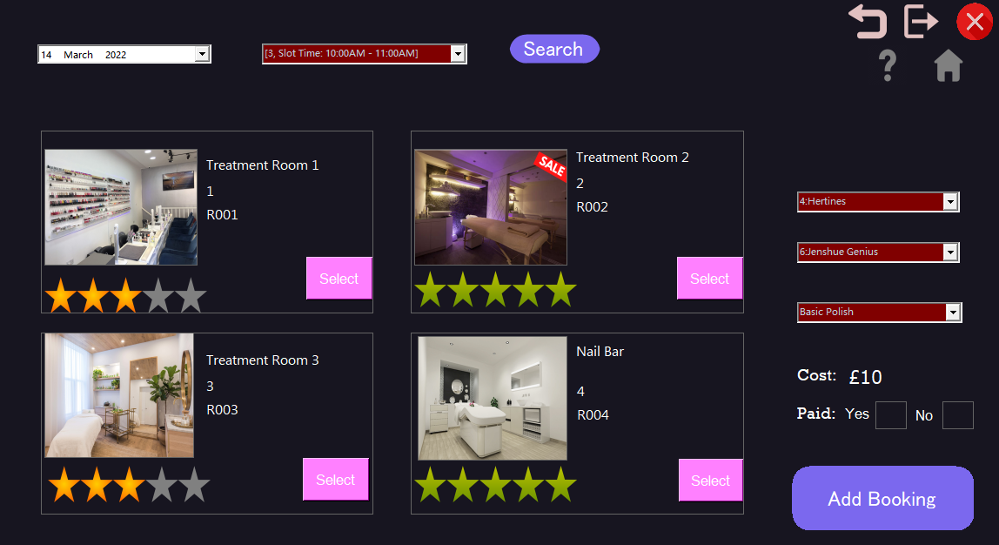 14 March 2022
[3, Slot Time: 10:00AM - 11:00AM]
Search
?
Treatment Room 1
1
R001
Select
SALE
Treatment Room 2
2
R002
Select
Treatment Room 3
3
R003
Select
Nail Bar
4
R004
Select
4:Hertines
6:Jenshue Genius
Basic Polish
Cost: £10
Paid: Yes No
Add Booking